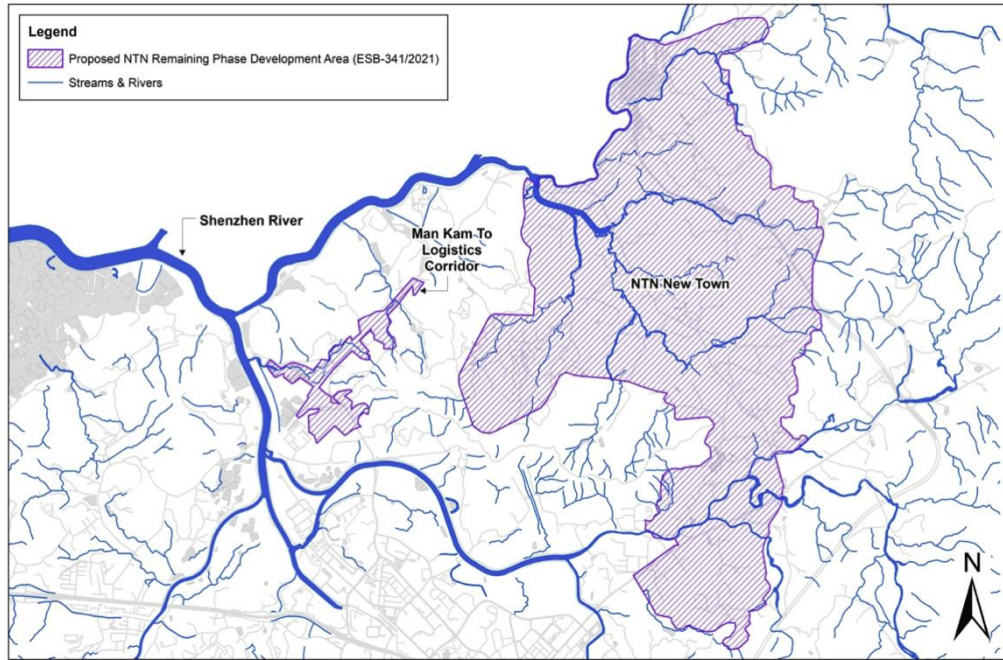 Legend
Proposed NTN Remaining Phase Development Area (ESB-341/2021)
Streams & Rivers
Shenzhen River
Man Kam To
Logistics
Corridor
NTN New Town
N